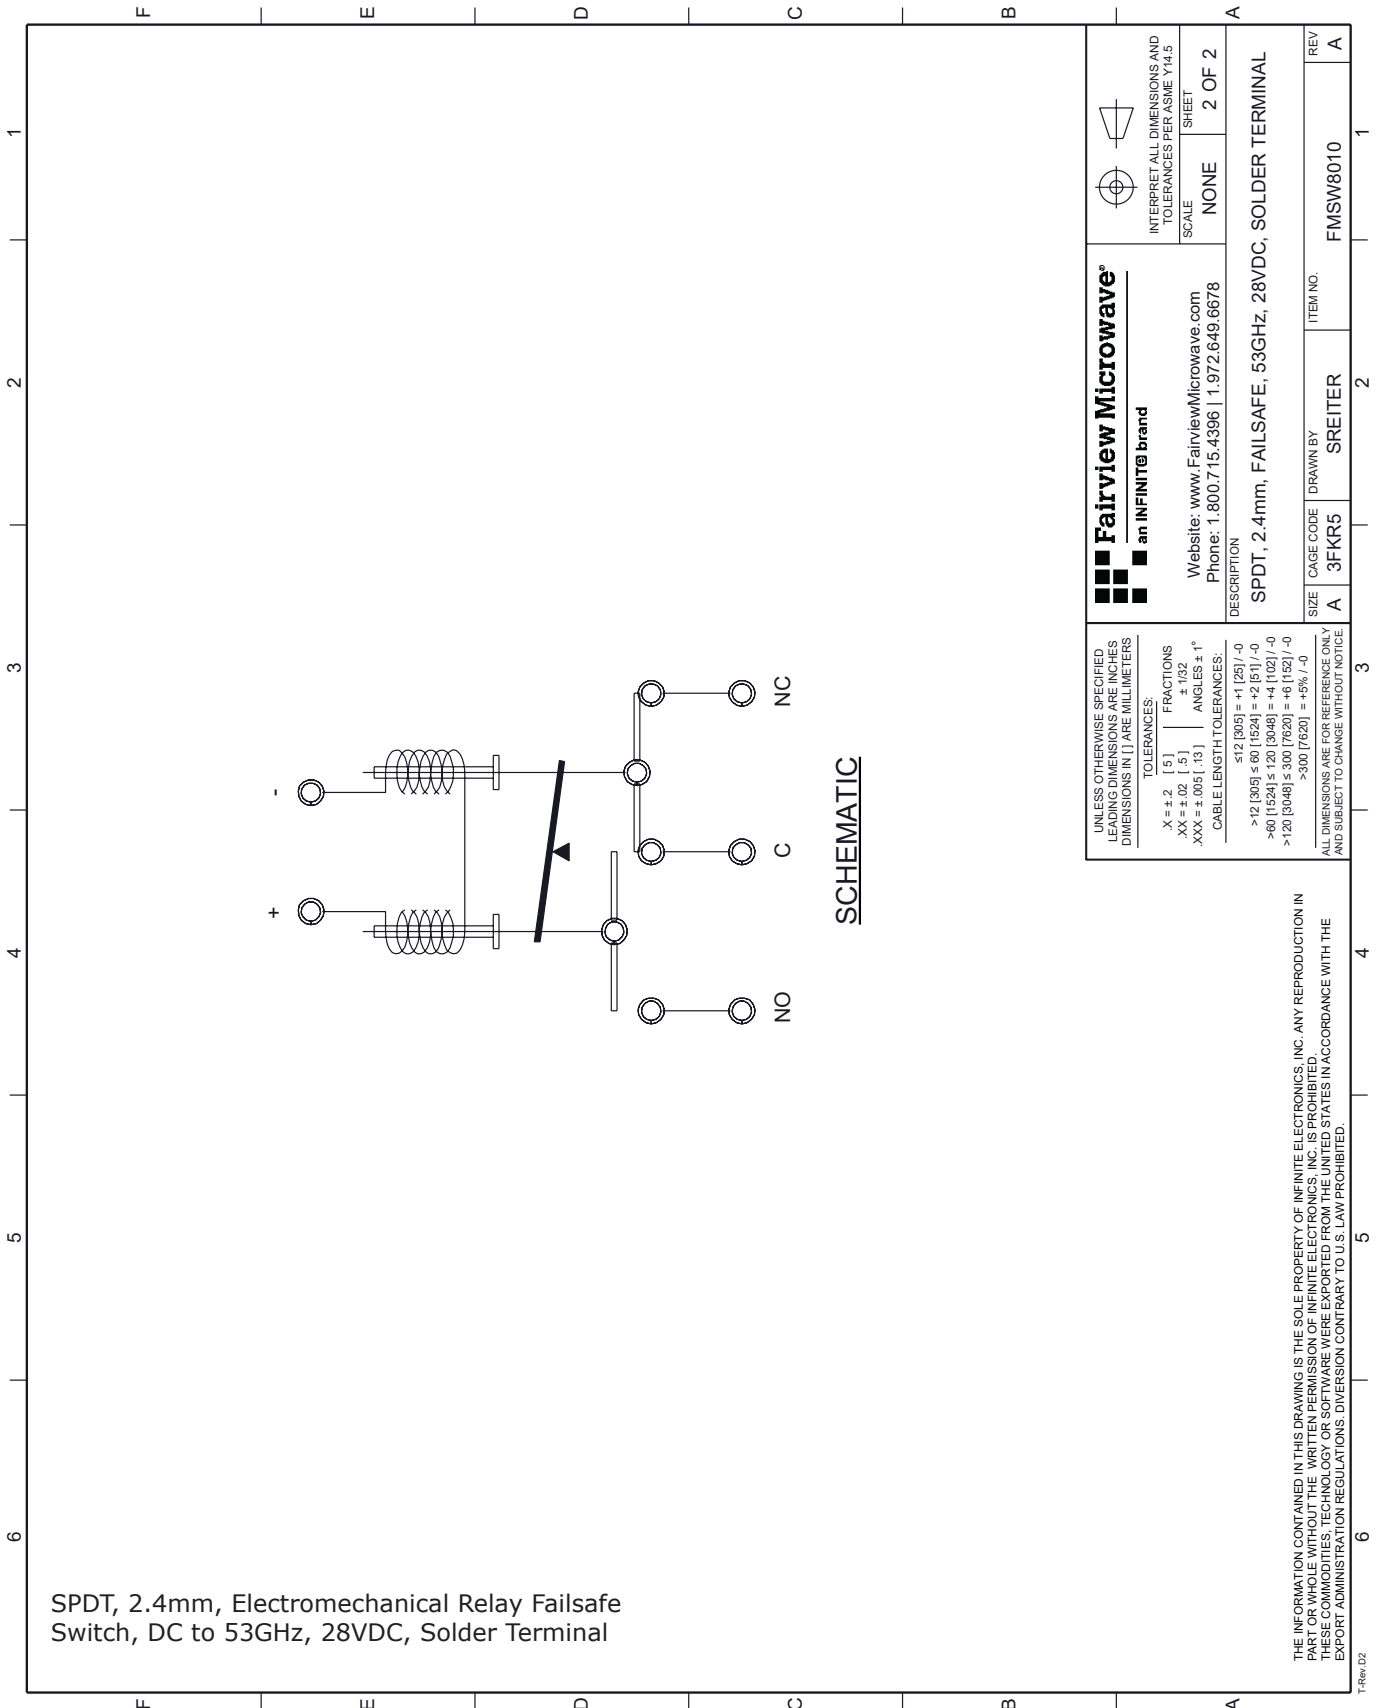 SPDT, 2.4mm, Electromechanical Relay Failsafe
Switch, DC to 53GHz, 28VDC, Solder Terminal
6
5
4
3
2
1
F
E
D
C
B
A
+
-
NO
C
NC
SCHEMATIC
THE INFORMATION CONTAINED IN THIS DRAWING IS THE SOLE PROPERTY OF INFINITE ELECTRONICS, INC. ANY REPRODUCTION IN
PART OR WHOLE WITHOUT THE WRITTEN PERMISSION OF INFINITE ELECTRONICS, INC. IS PROHIBITED.
THESE COMMODITIES, TECHNOLOGY OR SOFTWARE WERE EXPORTED FROM THE UNITED STATES IN ACCORDANCE WITH THE
EXPORT ADMINISTRATION REGULATIONS. DIVERSION CONTRARY TO U.S. LAW PROHIBITED.
UNLESS OTHERWISE SPECIFIED
LEADING DIMENSIONS ARE INCHES
DIMENSIONS IN [ ] ARE MILLIMETERS
TOLERANCES:
.X = ±.2 [ 5 ]
.XX = ±.02 [ .5 ]
.XXX = ±.005 [ .13 ]
FRACTIONS
± 1/32
ANGLES ± 1°
CABLE LENGTH TOLERANCES:
≤12 [305] = +1 [25] / -0
>12 [305] ≤ 60 [1524] = +2 [51] / -0
>60 [1524] ≤ 120 [3048] = +4 [102] / -0
>120 [3048] ≤ 300 [7620] = +6 [152] / -0
>300 [7620] = +5% / -0
ALL DIMENSIONS ARE FOR REFERENCE ONLY
AND SUBJECT TO CHANGE WITHOUT NOTICE.
Fairview Microwave®
an INFINIT® brand
Website: www.FairviewMicrowave.com
Phone: 1.800.715.4396 | 1.972.649.6678
INTERPRET ALL DIMENSIONS AND
TOLERANCES PER ASME Y14.5
SCALE
NONE
SHEET
2 OF 2
DESCRIPTION
SPDT, 2.4mm, FAILSAFE, 53GHz, 28VDC, SOLDER TERMINAL
SIZE
A
CAGE CODE
3FKR5
DRAWN BY
SREITER
ITEM NO.
FMSW8010
REV
A
F
E
D
C
B
A
6
5
4
3
2
1
T-Rev.D2